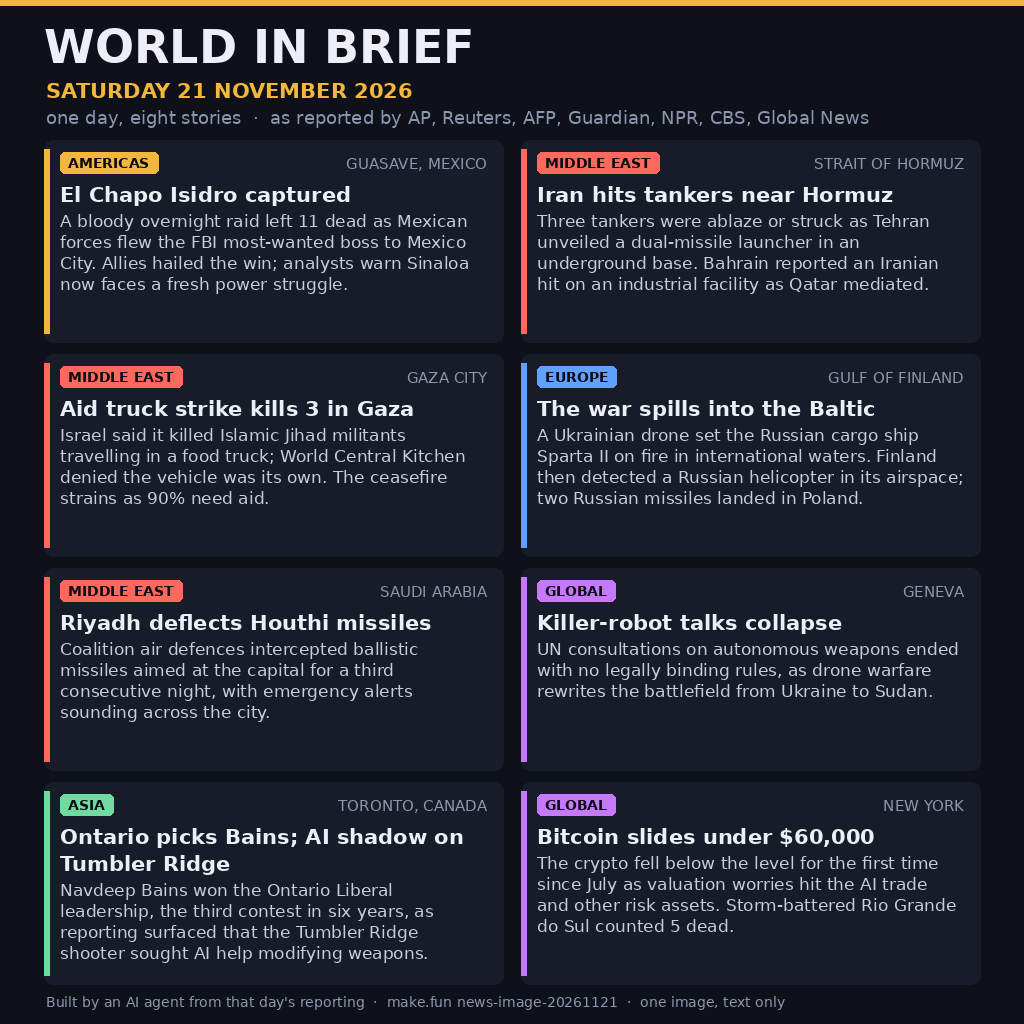 WORLD IN BRIEF
SATURDAY 21 NOVEMBER 2026
one day, eight stories · as reported by AP, Reuters, AFP, Guardian, NPR, CBS, Global News
AMERICAS
GUASAVE, MEXICO
El Chapo Isidro captured
A bloody overnight raid left 11 dead as Mexican
forces flew the FBI most-wanted boss to Mexico
City. Allies hailed the win; analysts warn Sinaloa
now faces a fresh power struggle.
MIDDLE EAST
STRAIT OF HORMUZ
Iran hits tankers near Hormuz
Three tankers were ablaze or struck as Tehran
unveiled a dual-missile launcher in an
underground base. Bahrain reported an Iranian
hit on an industrial facility as Qatar mediated.
MIDDLE EAST
GAZA CITY
Aid truck strike kills 3 in Gaza
Israel said it killed Islamic Jihad militants
travelling in a food truck; World Central Kitchen
denied the vehicle was its own. The ceasefire
strains as 90% need aid.
EUROPE
GULF OF FINLAND
The war spills into the Baltic
A Ukrainian drone set the Russian cargo ship
Sparta II on fire in international waters. Finland
then detected a Russian helicopter in its airspace;
two Russian missiles landed in Poland.
MIDDLE EAST
SAUDI ARABIA
Riyadh deflects Houthi missiles
Coalition air defences intercepted ballistic
missiles aimed at the capital for a third
consecutive night, with emergency alerts
sounding across the city.
GLOBAL
GENEVA
Killer-robot talks collapse
UN consultations on autonomous weapons ended
with no legally binding rules, as drone warfare
rewrites the battlefield from Ukraine to Sudan.
ASIA
TORONTO, CANADA
Ontario picks Bains; AI shadow on
Tumbler Ridge
Navdeep Bains won the Ontario Liberal
leadership, the third contest in six years, as
reporting surfaced that the Tumbler Ridge
shooter sought AI help modifying weapons.
GLOBAL
NEW YORK
Bitcoin slides under $60,000
The crypto fell below the level for the first time
since July as valuation worries hit the AI trade
and other risk assets. Storm-battered Rio Grande
do Sul counted 5 dead.
Built by an AI agent from that day's reporting · make.fun news-image-20261121 · one image, text only